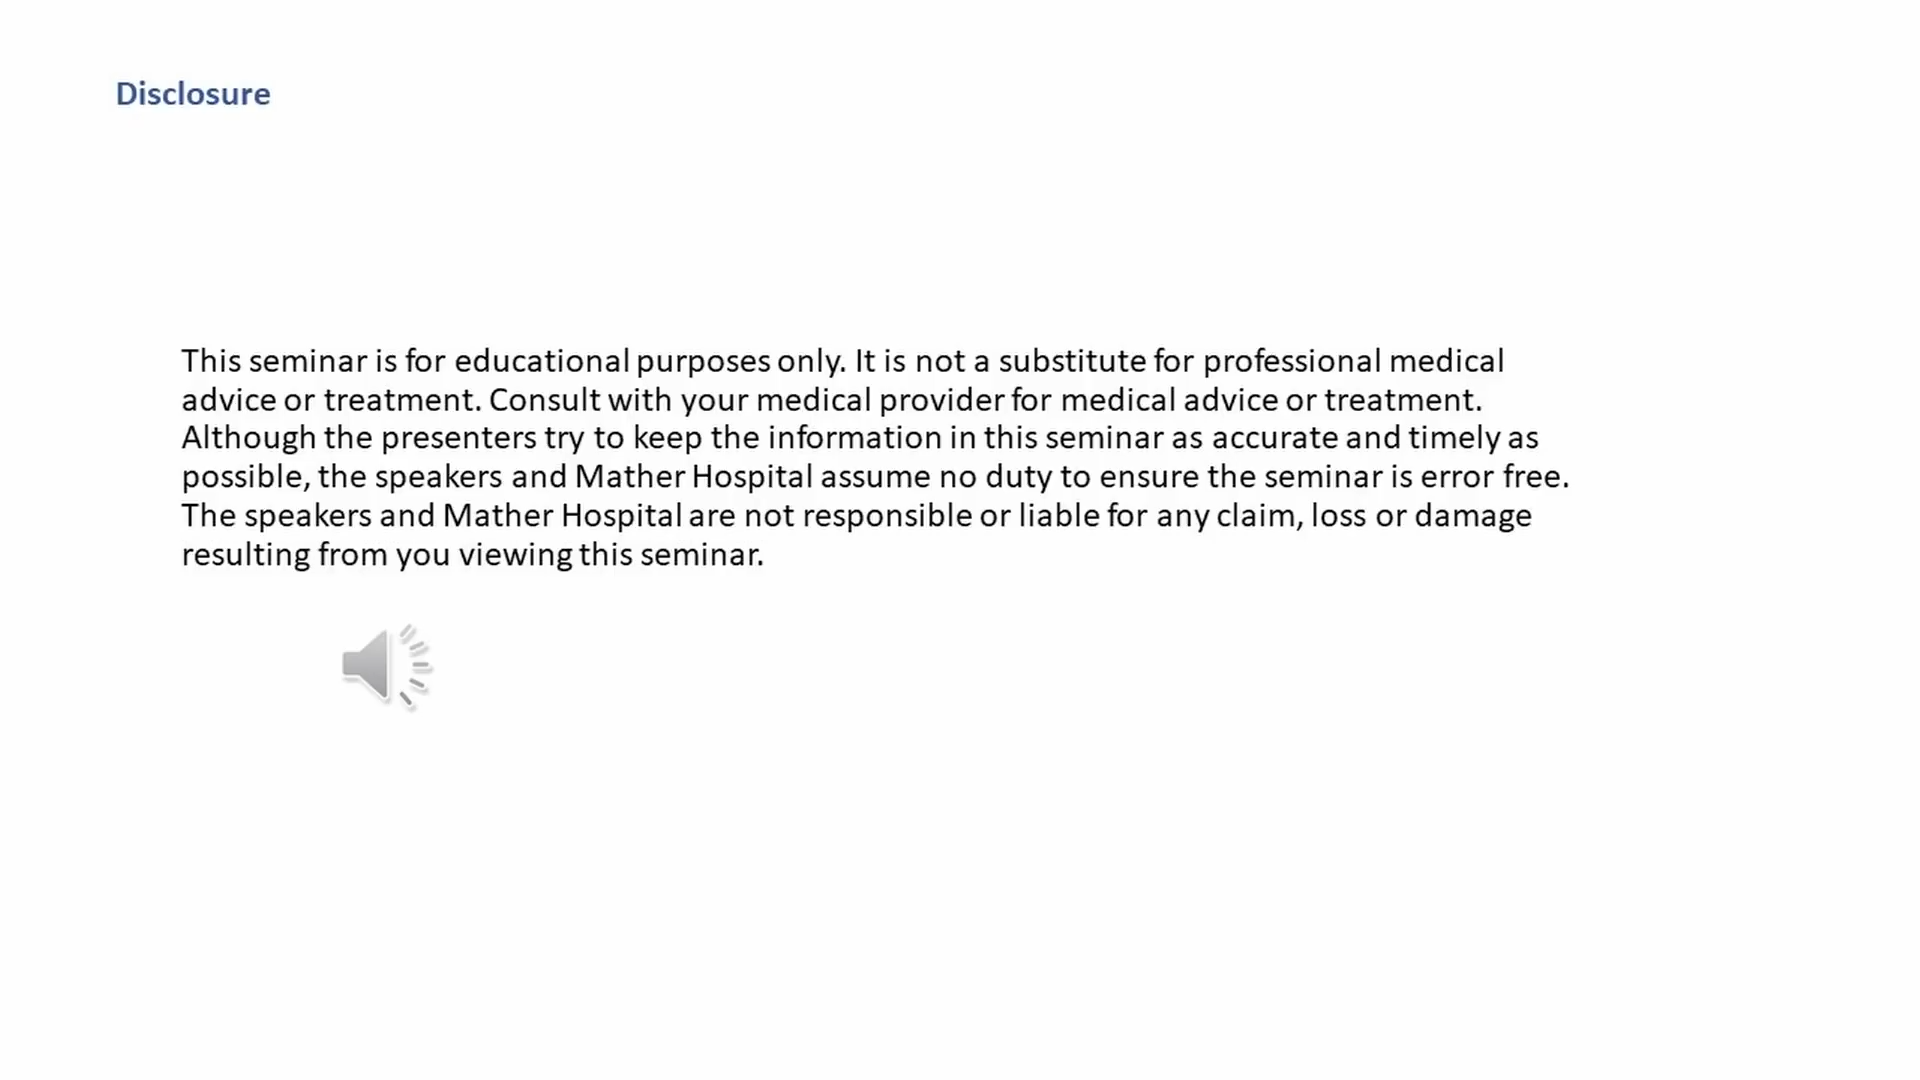 Disclosure
This seminar is for educational purposes only. It is not a substitute for professional medical
advice or treatment. Consult with your medical provider for medical advice or treatment.
Although the presenters try to keep the information in this seminar as accurate and timely as
possible, the speakers and Mather Hospital assume no duty to ensure the seminar is error free.
The speakers and Mather Hospital are not responsible or liable for any claim, loss or damage
resulting from you viewing this seminar.